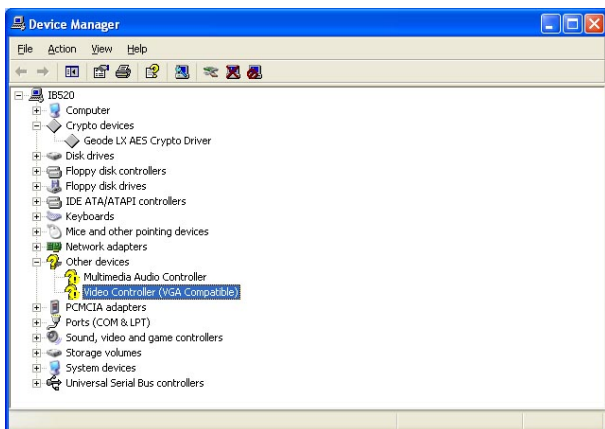 Device Manager
File Action View Help
IB520
Computer
Crypto devices
Geode LX AES Crypto Driver
Disk drives
Floppy disk controllers
Floppy disk drives
IDE ATA/ATAPI controllers
Keyboards
Mice and other pointing devices
Network adapters
Other devices
Multimedia Audio Controller
Video Controller (VGA Compatible)
PCMCIA adapters
Ports (COM & LPT)
Sound, video and game controllers
Storage volumes
System devices
Universal Serial Bus controllers